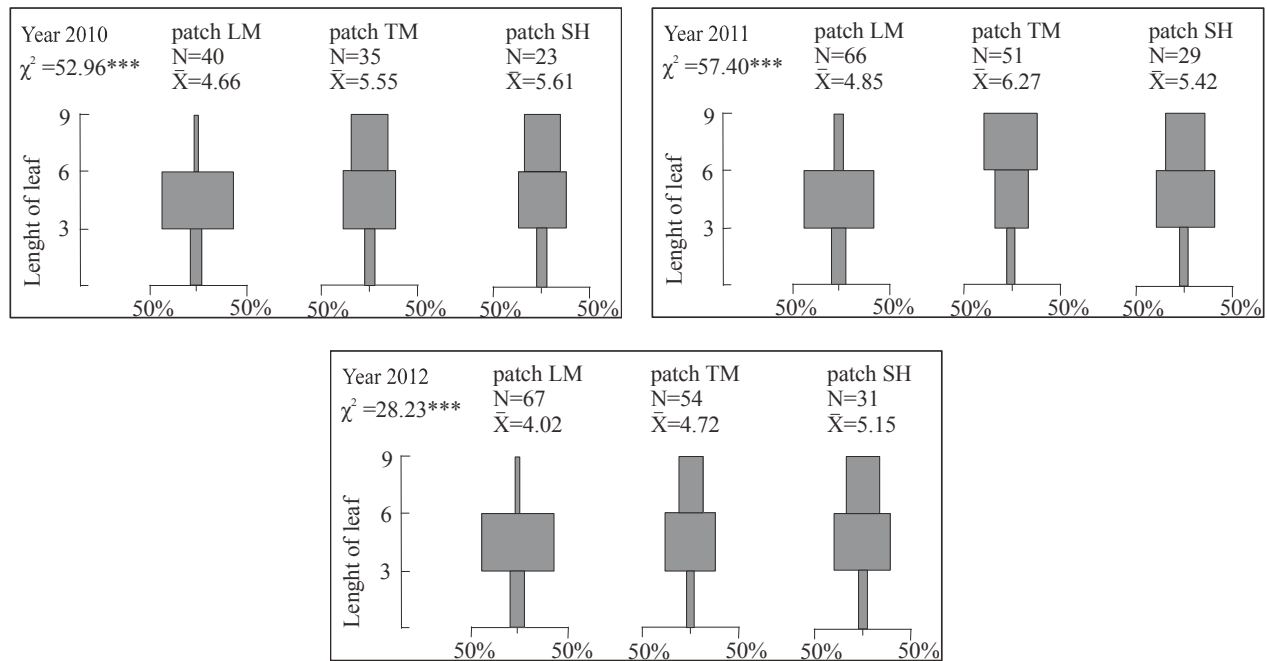 Year 2010
χ² =52.96***
patch LM
N=40
X̄=4.66
patch TM
N=35
X̄=5.55
patch SH
N=23
X̄=5.61
Lenght of leaf
9
6
3
50% 50%
50% 50%
50% 50%
Year 2011
χ² =57.40***
patch LM
N=66
X̄=4.85
patch TM
N=51
X̄=6.27
patch SH
N=29
X̄=5.42
Lenght of leaf
9
6
3
50% 50%
50% 50%
50% 50%
Year 2012
χ² =28.23***
patch LM
N=67
X̄=4.02
patch TM
N=54
X̄=4.72
patch SH
N=31
X̄=5.15
Lenght of leaf
9
6
3
50% 50%
50% 50%
50% 50%